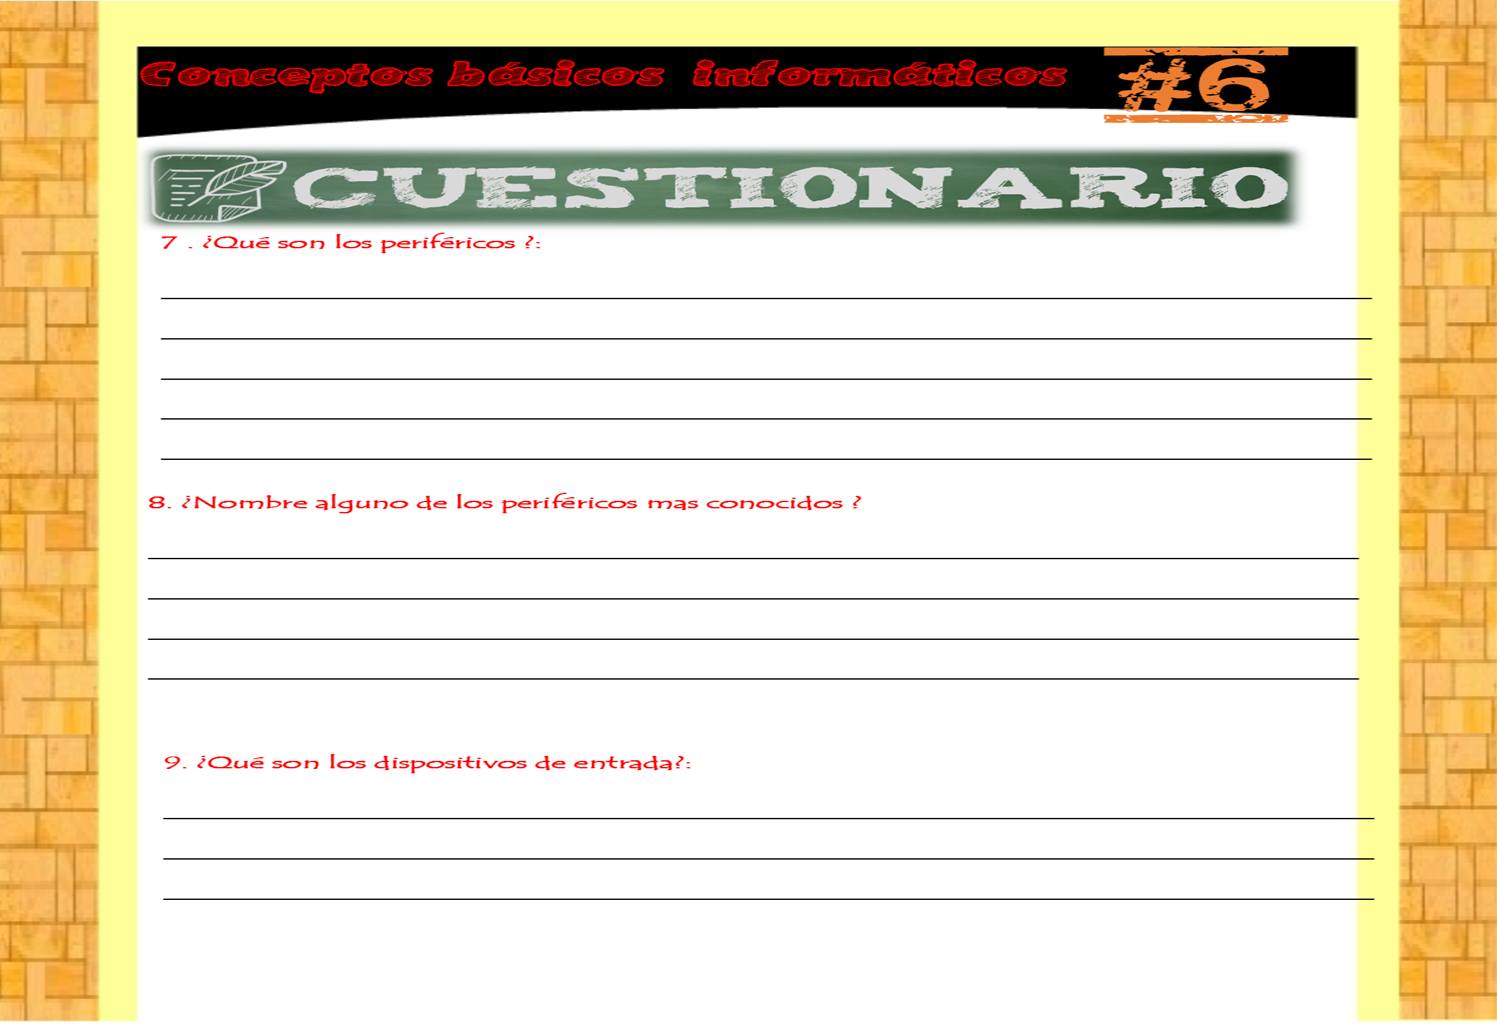 Conceptos básicos informáticos
#6
CUESTIONARIO
7 . ¿Qué son los periféricos ?:
8. ¿Nombre alguno de los periféricos mas conocidos ?
9. ¿Qué son los dispositivos de entrada?: